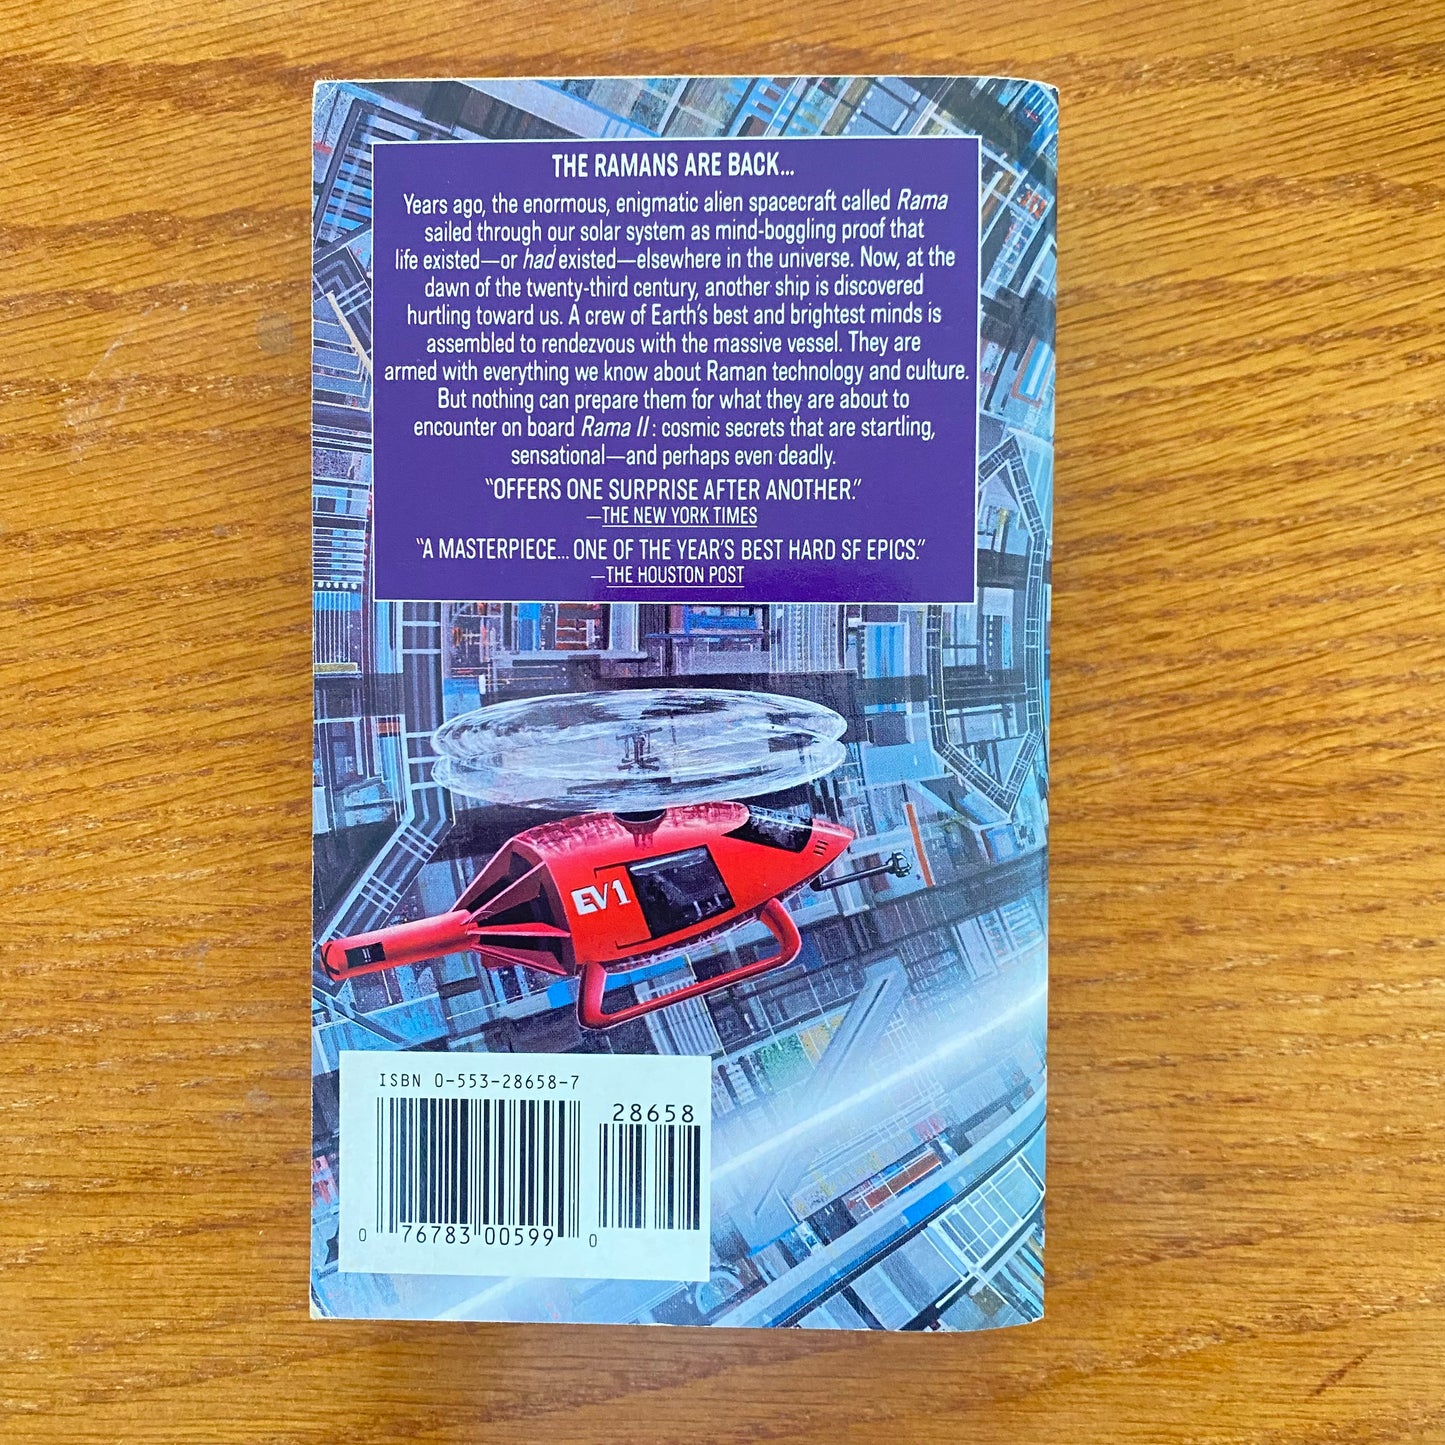 THE RAMANS ARE BACK...
Years ago, the enormous, enigmatic alien spacecraft called Rama
sailed through our solar system as mind-boggling proof that
life existed—or had existed—elsewhere in the universe. Now, at the
dawn of the twenty-third century, another ship is discovered
hurtling toward us. A crew of Earth's best and brightest minds is
assembled to rendezvous with the massive vessel. They are
armed with everything we know about Raman technology and culture.
But nothing can prepare them for what they are about to
encounter on board Rama II: cosmic secrets that are startling,
sensational—and perhaps even deadly.
"OFFERS ONE SURPRISE AFTER ANOTHER."
—THE NEW YORK TIMES
"A MASTERPIECE... ONE OF THE YEAR'S BEST HARD SF EPICS."
—THE HOUSTON POST
EV1
ISBN 0-553-28658-7
28658
0 76783 00599 0